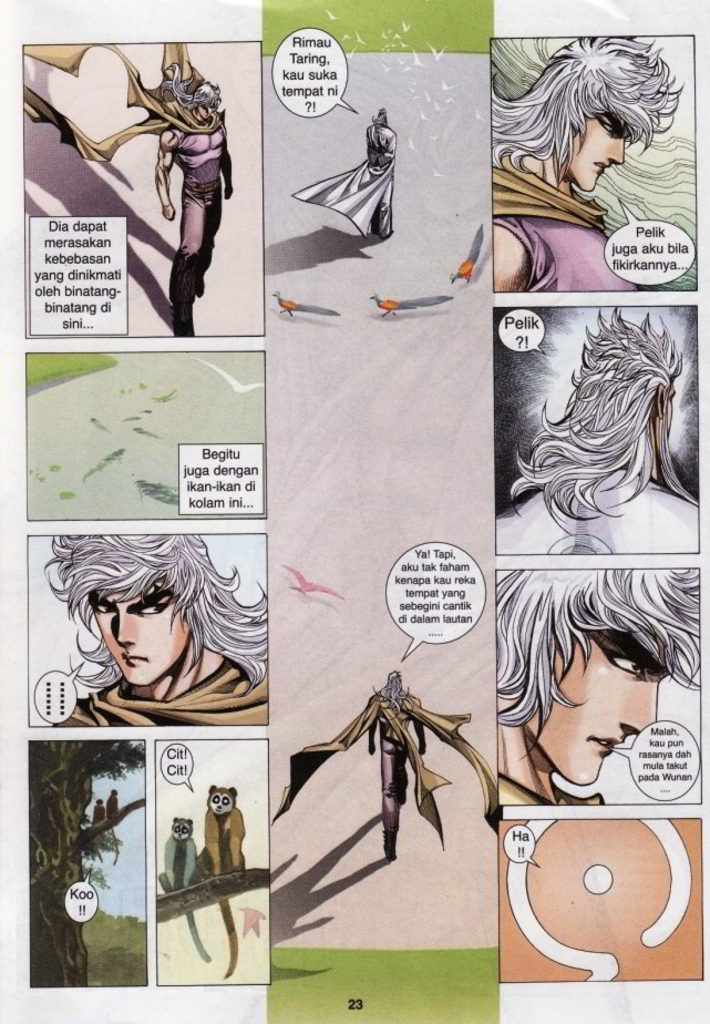 Dia dapat
merasakan
kebebasan
yang dinikmati
oleh binatang-
binatang di
sini...
Begitu
juga dengan
ikan-ikan di
kolam ini...
Koo
!!
Cit!
Cit!
Rimau
Taring,
kau suka
tempat ni
?!
Ya! Tapi,
aku tak faham
kenapa kau reka
tempat yang
sebegini cantik
di dalam lautan
.....
Pelik
juga aku bila
fikirkannya...
Pelik
?!
Malah,
kau pun
rasanya dah
mula takut
pada Wunan
....
Ha
!!
23